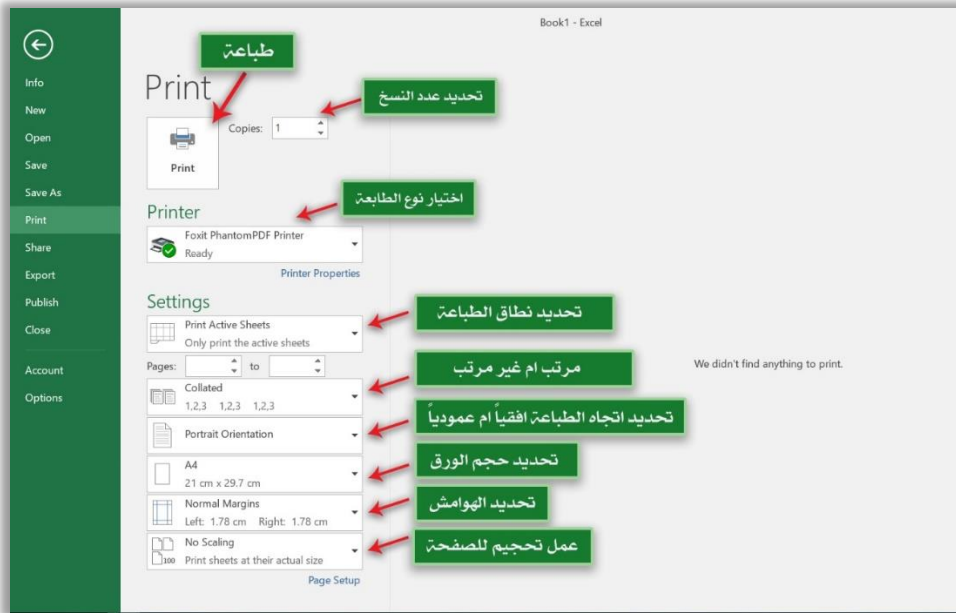 Book1 - Excel
Info
New
Open
Save
Save As
Print
Share
Export
Publish
Close
Account
Options
طباعة
Print
تحديد عدد النسخ
Copies: 1
Print
اختيار نوع الطابعة
Printer
Foxit PhantomPDF Printer
Ready
Printer Properties
Settings
تحديد نطاق الطباعة
Print Active Sheets
Only print the active sheets
Pages: to
مرتب ام غير مرتب
We didn't find anything to print.
Collated
1,2,3 1,2,3 1,2,3
تحديد اتجاه الطباعة افقياً ام عمودياً
Portrait Orientation
تحديد حجم الورق
A4
21 cm x 29.7 cm
تحديد الهوامش
Normal Margins
Left: 1.78 cm Right: 1.78 cm
عمل تحجيم للصفحة
No Scaling
100 Print sheets at their actual size
Page Setup